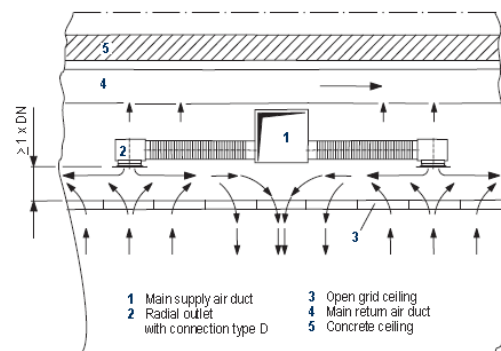 5
4
1
2
≥1 x DN
3
1 Main supply air duct
2 Radial outlet
with connection type D
3 Open grid ceiling
4 Main return air duct
5 Concrete ceiling